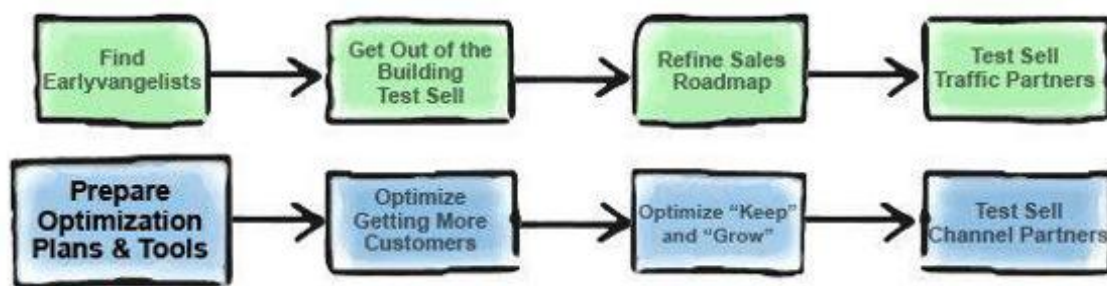 Find
Earlyvangelists
Get Out of the
Building
Test Sell
Refine Sales
Roadmap
Test Sell
Traffic Partners
Prepare
Optimization
Plans & Tools
Optimize
Getting More
Customers
Optimize “Keep”
and “Grow”
Test Sell
Channel Partners